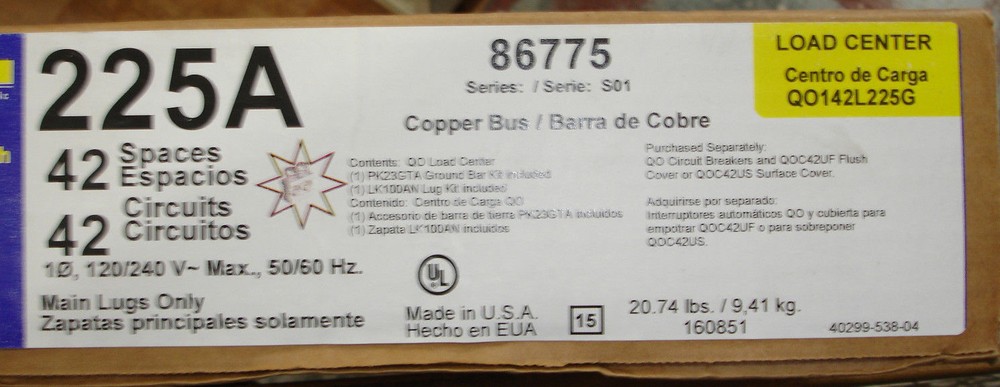 225A
42 Spaces
Espacios
42 Circuits
Circuitos
1Ø, 120/240 V~ Max., 50/60 Hz.
Main Lugs Only
Zapatas principales solamente
86775
Series: / Serie: S01
Copper Bus / Barra de Cobre
Contents: QO Load Center
(1) PK23GTA Ground Bar Kit included
(1) LK100AN Lug Kit included
Contenido: Centro de Carga QO
(1) Accesorio de barra de tierra PK23GTA incluidos
(1) Zapata LK100AN incluidos
UL
Made in U.S.A.
Hecho en EUA
15
LOAD CENTER
Centro de Carga
QO142L225G
Purchased Separately:
QO Circuit Breakers and QOC42UF Flush
Cover or QOC42US Surface Cover.
Adquirirse por separado:
Interruptores automáticos QO y cubierta para
empotrar QOC42UF o para sobreponer
QOC42US.
20.74 lbs. / 9,41 kg.
160851
40299-538-04